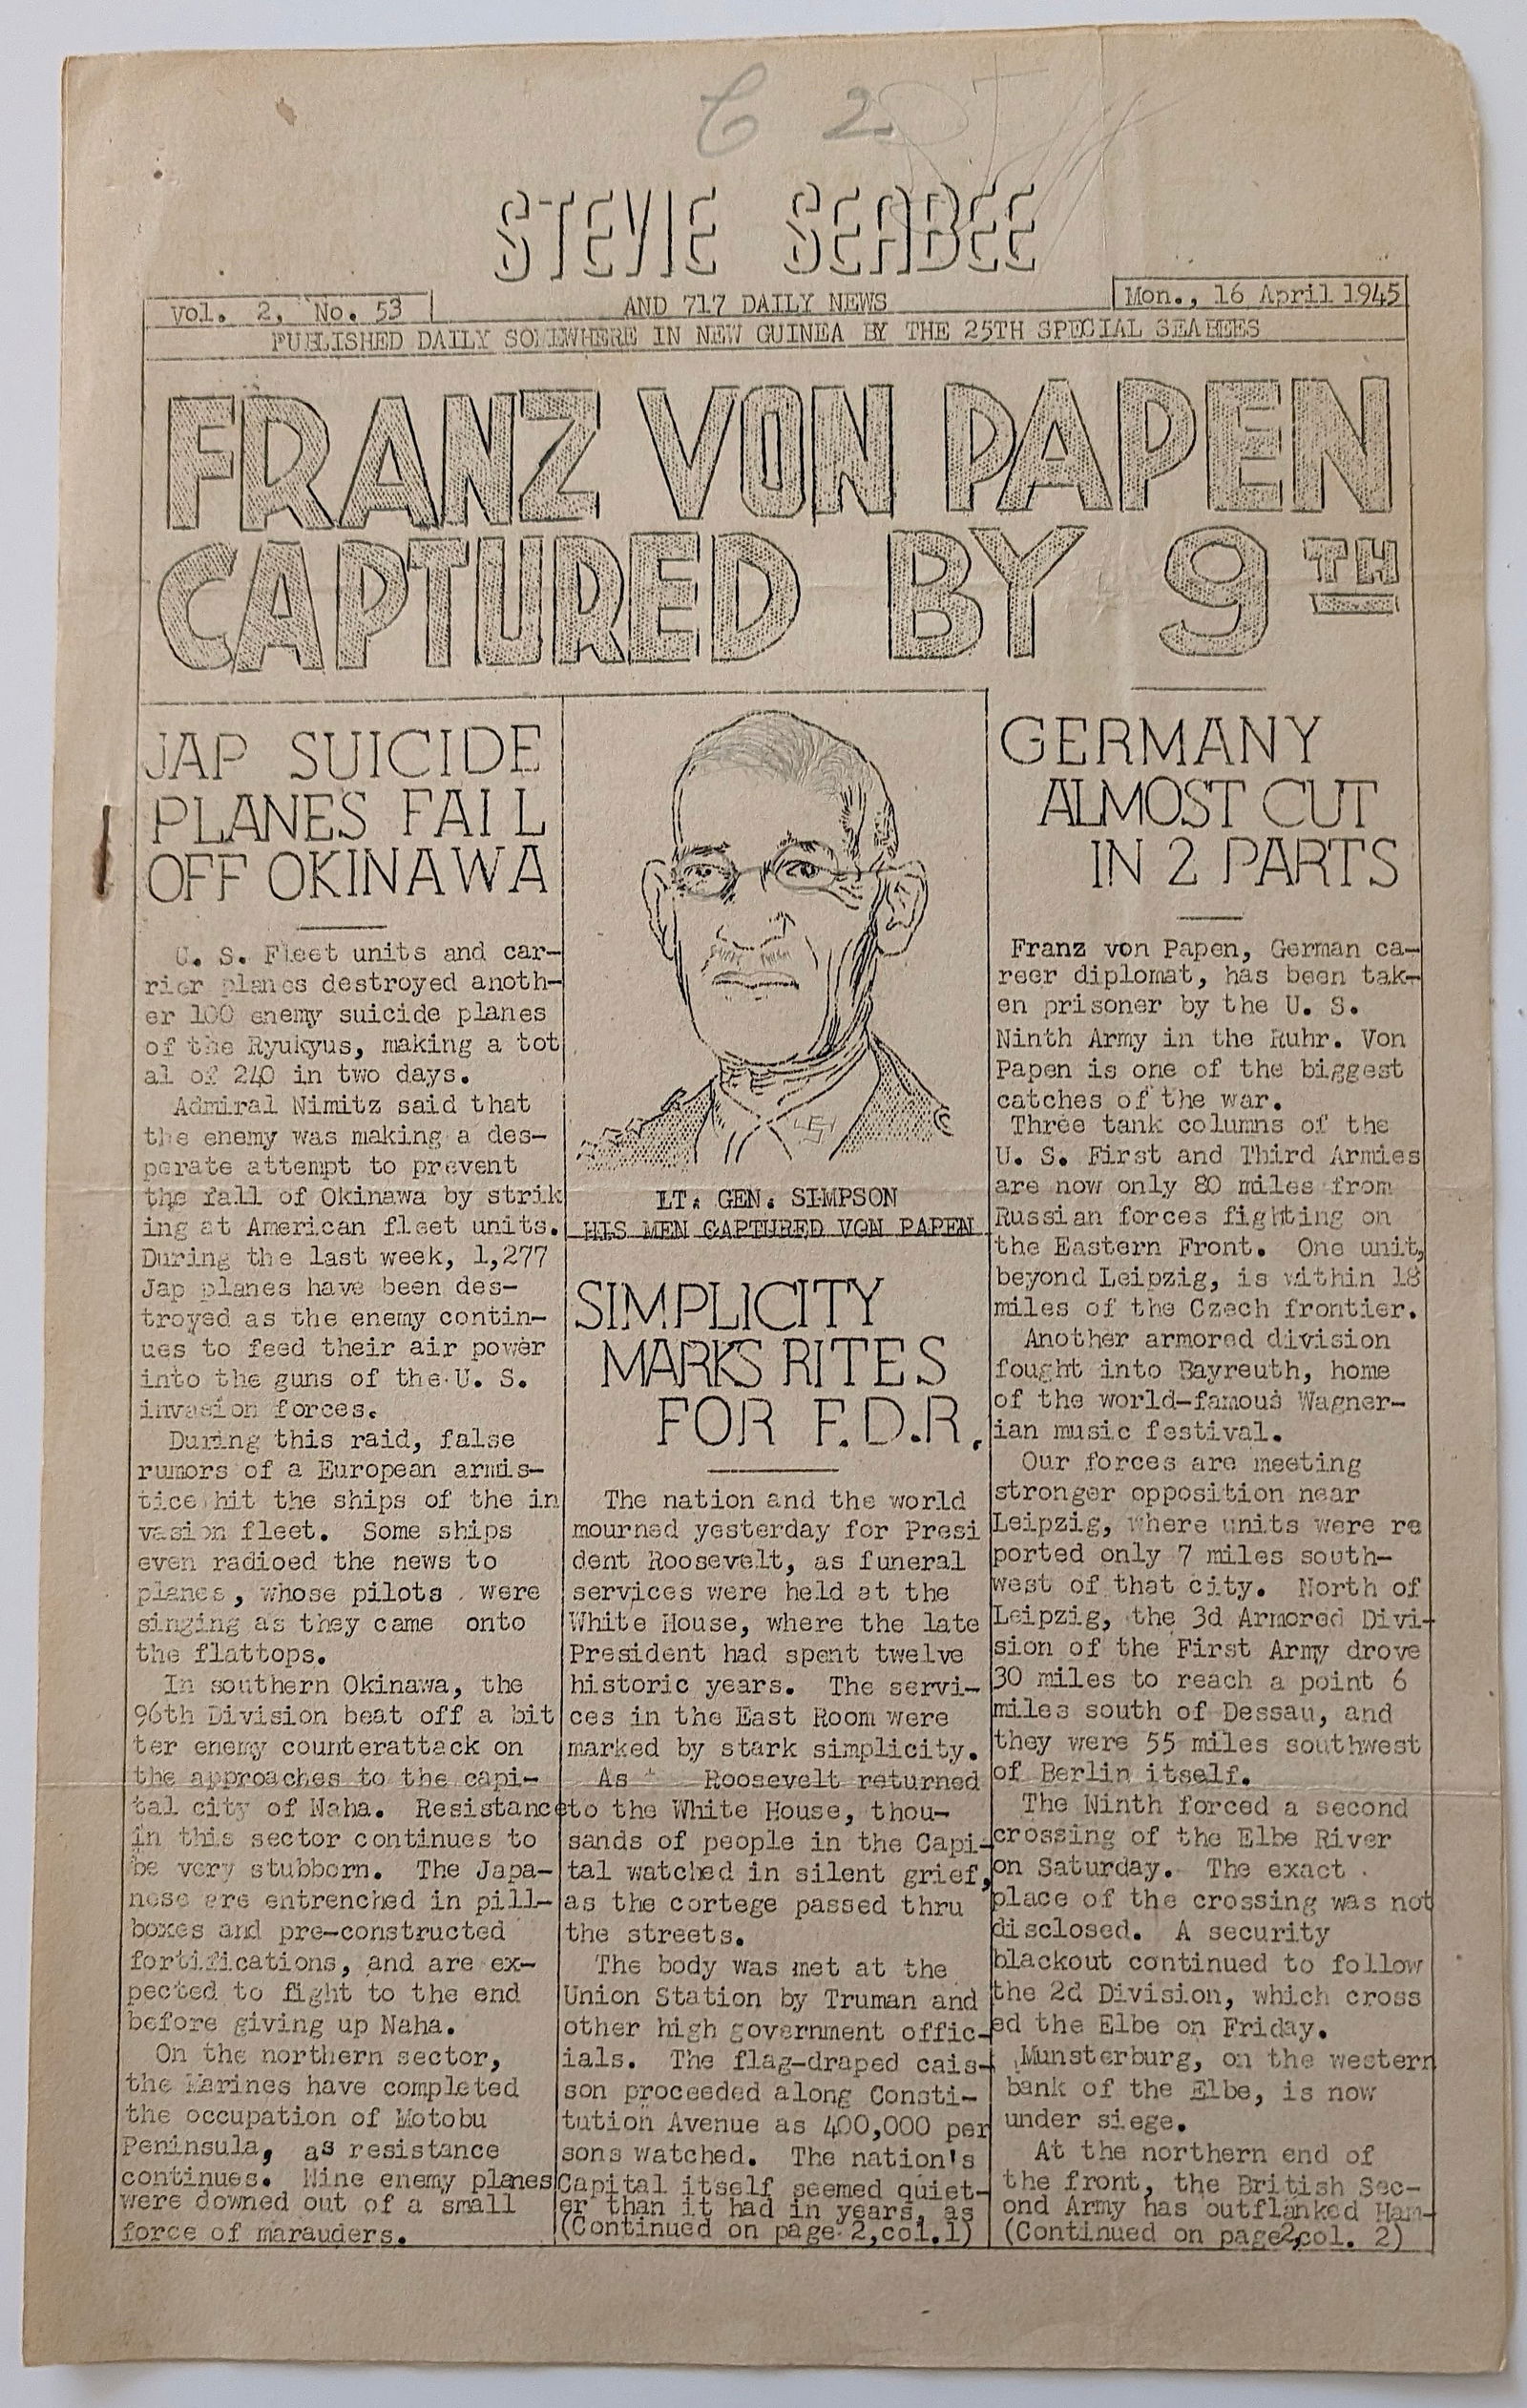 C 2
STEVIE SEABEE
Vol. 2, No. 53
AND 717 DAILY NEWS
Mon., 16 April 1945
PUBLISHED DAILY SOMEWHERE IN NEW GUINEA BY THE 25TH SPECIAL SEABEES
FRANZ VON PAPEN
CAPTURED BY 9TH
JAP SUICIDE
PLANES FAIL
OFF OKINAWA
U. S. Fleet units and car-
rier planes destroyed anoth-
er 100 enemy suicide planes
of the Ryukyus, making a tot
al of 240 in two days.
Admiral Nimitz said that
the enemy was making a des-
perate attempt to prevent
the fall of Okinawa by strik
ing at American fleet units.
During the last week, 1,277
Jap planes have been des-
troyed as the enemy contin-
ues to feed their air power
into the guns of the U. S.
invasion forces.
During this raid, false
rumors of a European armis-
tice hit the ships of the in
vasion fleet. Some ships
even radioed the news to
planes, whose pilots were
singing as they came onto
the flattops.
In southern Okinawa, the
96th Division beat off a bit
ter enemy counterattack on
the approaches to the capi-
tal city of Naha. Resistance
in this sector continues to
be very stubborn. The Japa-
nese are entrenched in pill-
boxes and pre-constructed
fortifications, and are ex-
pected to fight to the end
before giving up Naha.
On the northern sector,
the Marines have completed
the occupation of Motobu
Peninsula, as resistance
continues. Nine enemy planes
were downed out of a small
force of marauders.
LT. GEN. SIMPSON
HIS MEN CAPTURED VON PAPEN
SIMPLICITY
MARKS RITES
FOR F.D.R.
The nation and the world
mourned yesterday for Presi
dent Roosevelt, as funeral
services were held at the
White House, where the late
President had spent twelve
historic years. The servi-
ces in the East Room were
marked by stark simplicity.
As Roosevelt returned
to the White House, thou-
sands of people in the Capi-
tal watched in silent grief,
as the cortege passed thru
the streets.
The body was met at the
Union Station by Truman and
other high government offic-
ials. The flag-draped cais-
son proceeded along Consti-
tution Avenue as 400,000 per
sons watched. The nation's
Capital itself seemed quiet-
er than it had in years, as
(Continued on page 2,col.1)
GERMANY
ALMOST CUT
IN 2 PARTS
Franz von Papen, German ca-
reer diplomat, has been tak-
en prisoner by the U. S.
Ninth Army in the Ruhr. Von
Papen is one of the biggest
catches of the war.
Three tank columns of the
U. S. First and Third Armies
are now only 80 miles from
Russian forces fighting on
the Eastern Front. One unit,
beyond Leipzig, is within 18
miles of the Czech frontier.
Another armored division
fought into Bayreuth, home
of the world-famous Wagner-
ian music festival.
Our forces are meeting
stronger opposition near
Leipzig, where units were re
ported only 7 miles south-
west of that city. North of
Leipzig, the 3d Armored Divi-
sion of the First Army drove
30 miles to reach a point 6
miles south of Dessau, and
they were 55 miles southwest
of Berlin itself.
The Ninth forced a second
crossing of the Elbe River
on Saturday. The exact
place of the crossing was not
disclosed. A security
blackout continued to follow
the 2d Division, which cross
ed the Elbe on Friday.
Munsterburg, on the western
bank of the Elbe, is now
under siege.
At the northern end of
the front, the British Sec-
ond Army has outflanked Ham-
(Continued on page2,col. 2)